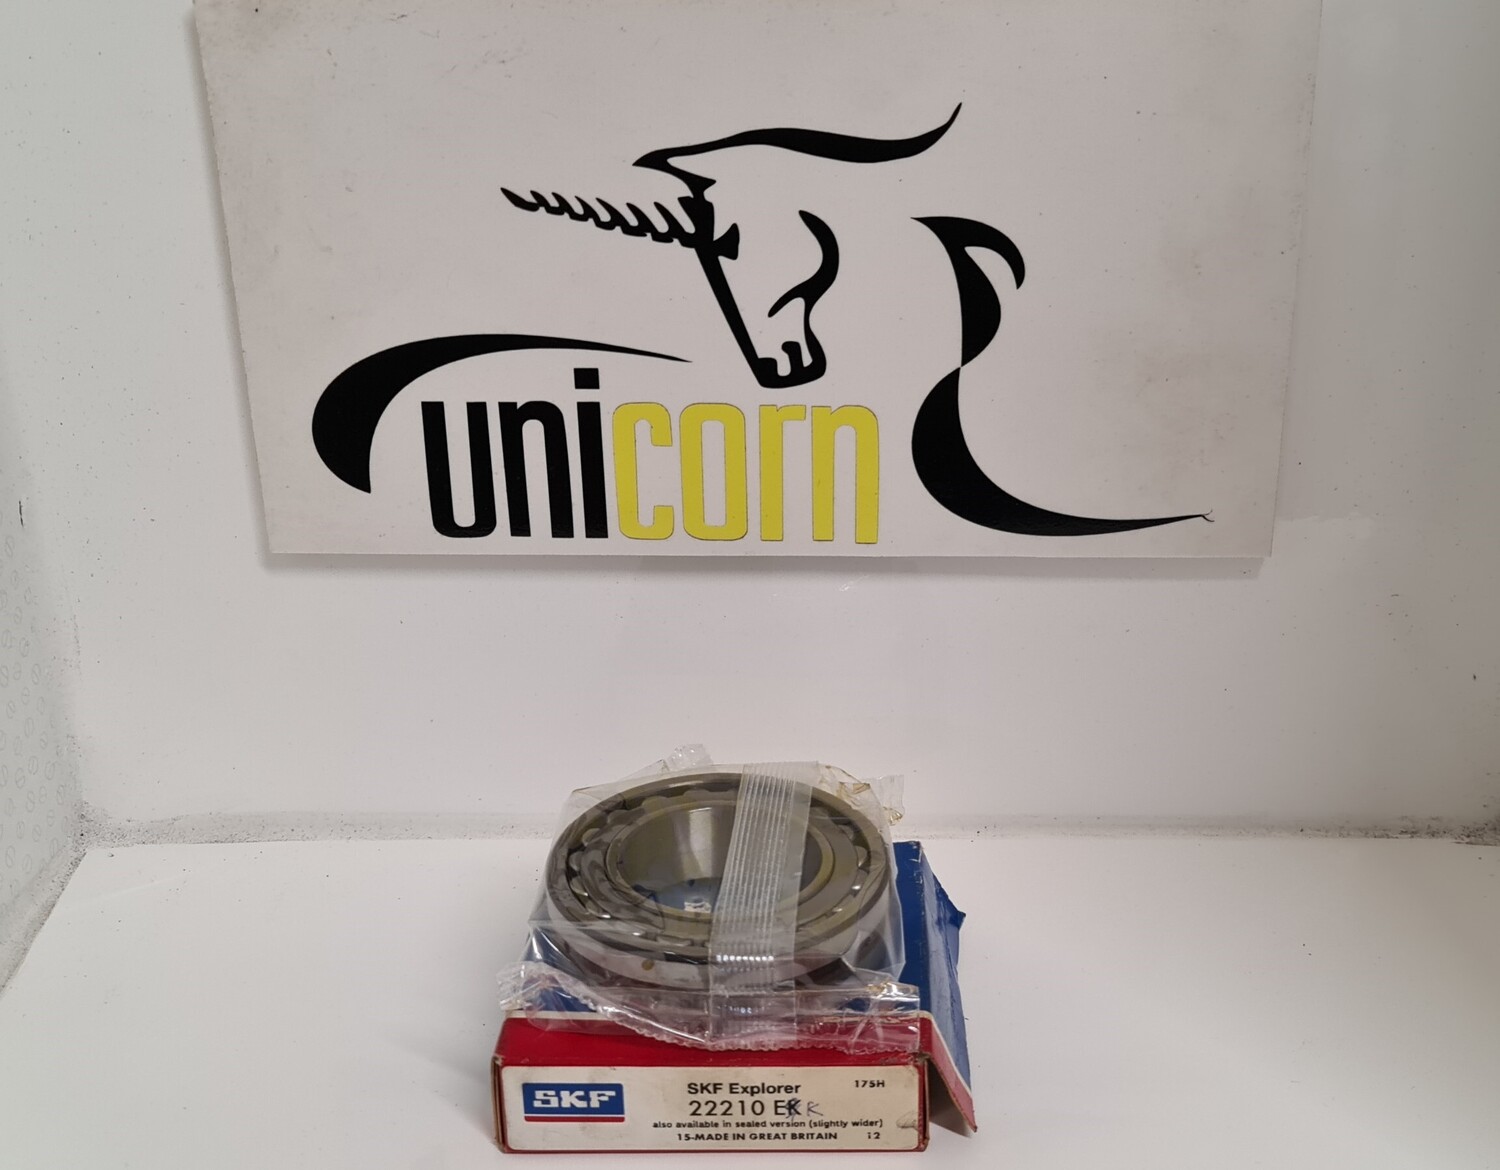 unicorn
SKF
SKF Explorer
175H
22210 EK K
also available in sealed version (slightly wider)
15-MADE IN GREAT BRITAIN 12